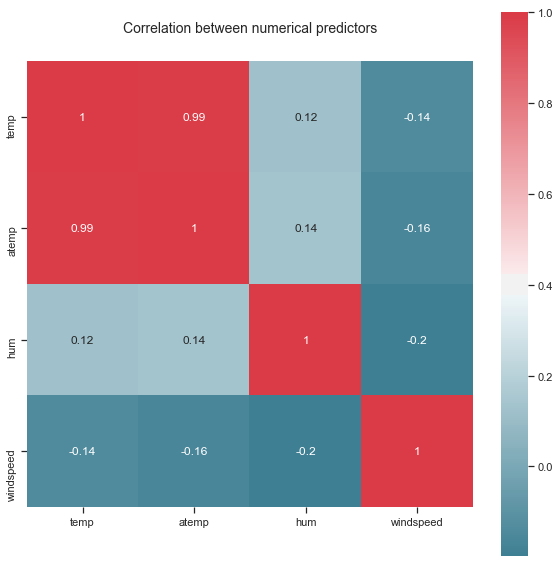 Correlation between numerical predictors
temp 1 0.99 0.12 -0.14
atemp 0.99 1 0.14 -0.16
hum 0.12 0.14 1 -0.2
windspeed -0.14 -0.16 -0.2 1
temp atemp hum windspeed
1.0
0.8
0.6
0.4
0.2
0.0